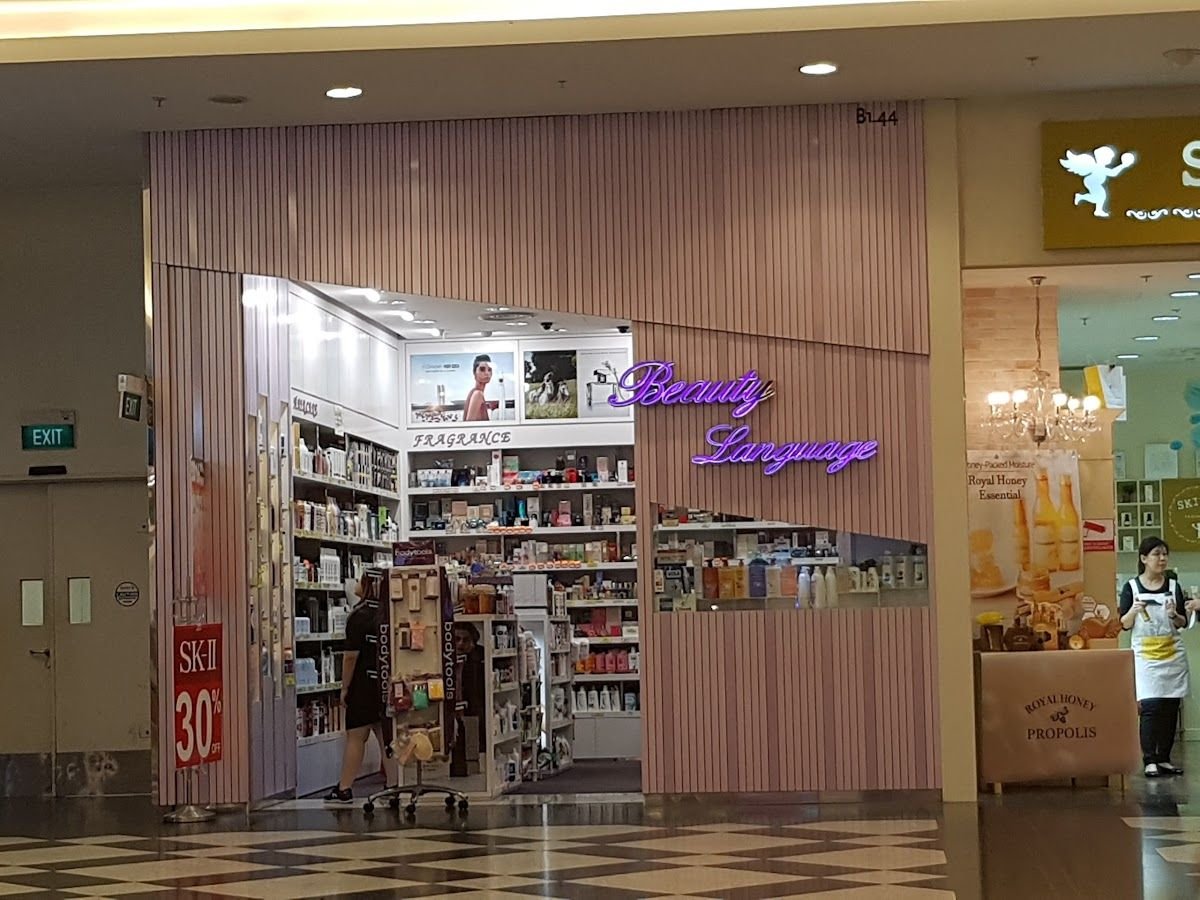 B1-44
Beauty
Language
FRAGRANCE
EXIT
EXIT
SK-II
30%
OFF
bodytools
bodytools
bodytools
Royal Honey
Essential
ROYAL HONEY
PROPOLIS